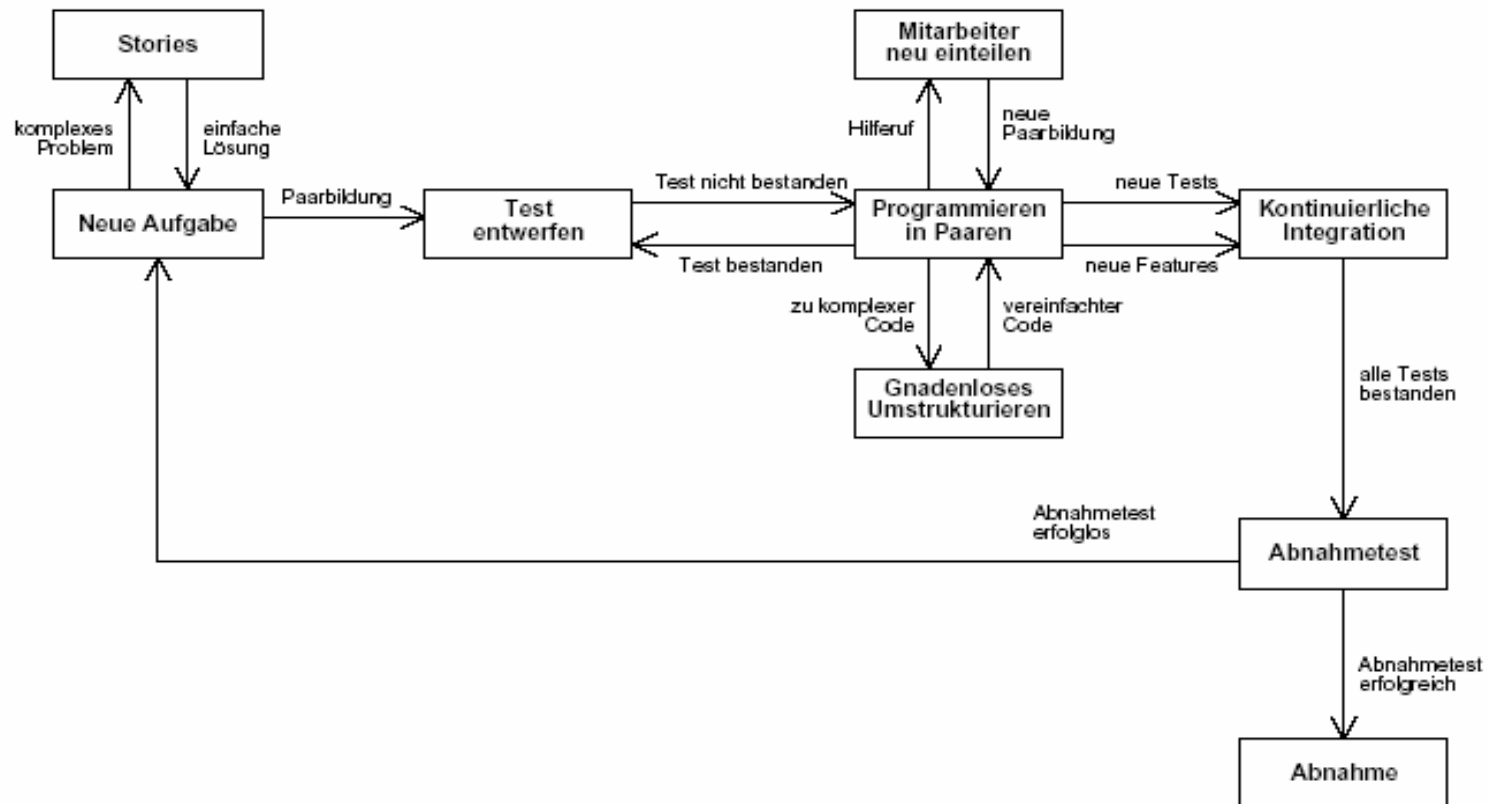 Stories
Mitarbeiter
neu einteilen
komplexes
Problem
einfache
Lösung
Hilferuf
neue
Paarbildung
Neue Aufgabe
Paarbildung
Test
entwerfen
Test nicht bestanden
Test bestanden
Programmieren
in Paaren
neue Tests
neue Features
Kontinuierliche
Integration
zu komplexer
Code
vereinfachter
Code
Gnadenloses
Umstrukturieren
alle Tests
bestanden
Abnahmetest
erfolglos
Abnahmetest
Abnahmetest
erfolgreich
Abnahme